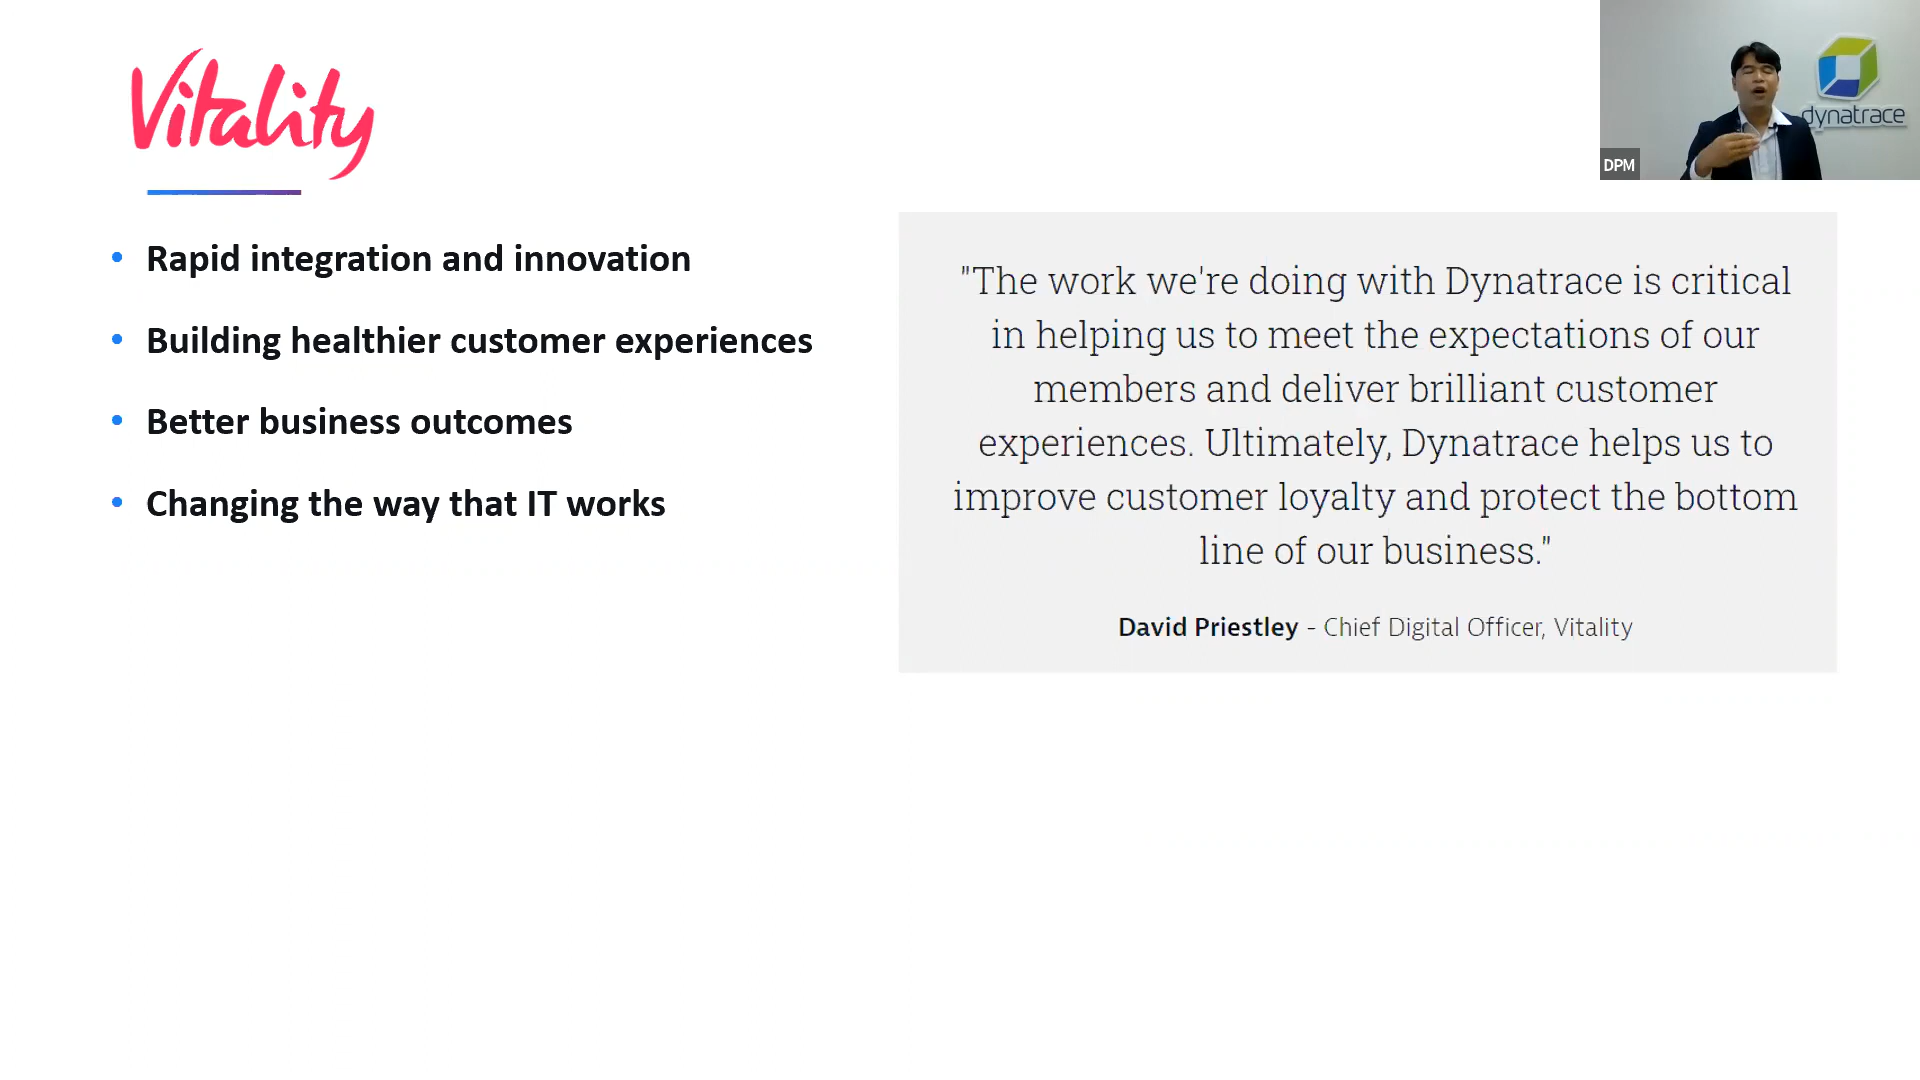 Vitality
dynatrace
DPM
• Rapid integration and innovation
• Building healthier customer experiences
• Better business outcomes
• Changing the way that IT works
"The work we're doing with Dynatrace is critical
in helping us to meet the expectations of our
members and deliver brilliant customer
experiences. Ultimately, Dynatrace helps us to
improve customer loyalty and protect the bottom
line of our business."
David Priestley - Chief Digital Officer, Vitality